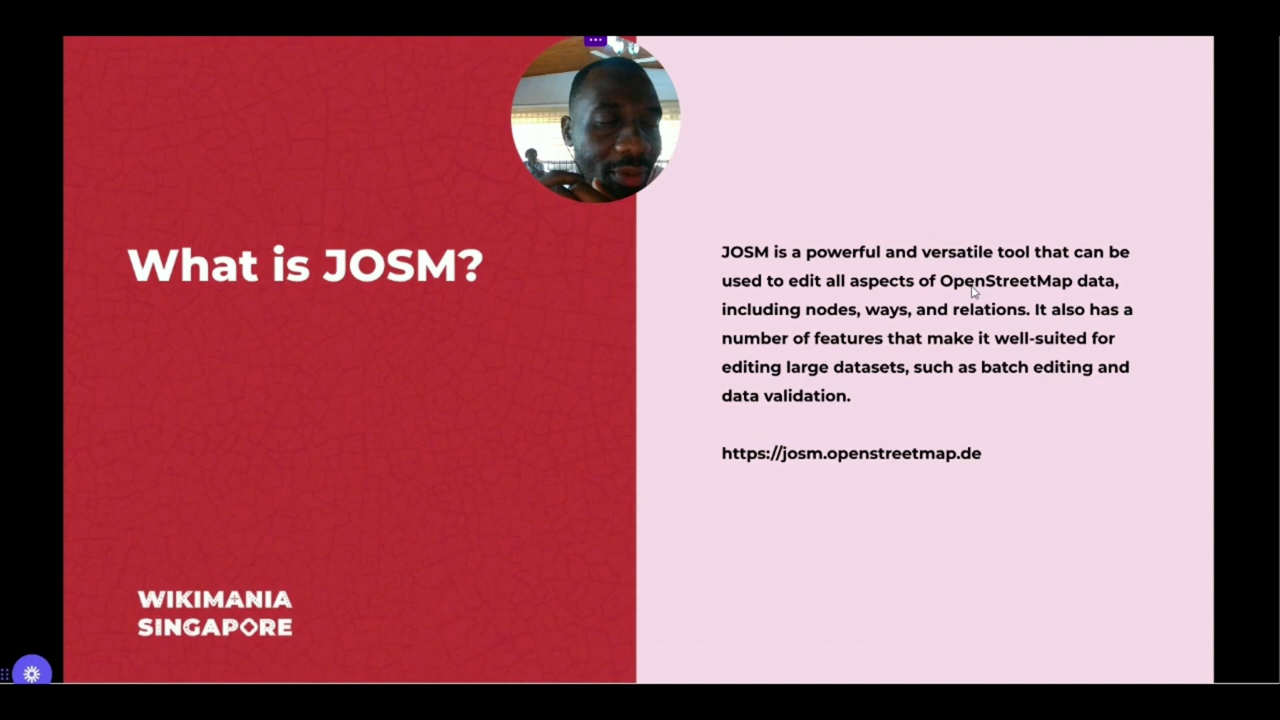 What is JOSM?
JOSM is a powerful and versatile tool that can be
used to edit all aspects of OpenStreetMap data,
including nodes, ways, and relations. It also has a
number of features that make it well-suited for
editing large datasets, such as batch editing and
data validation.
https://josm.openstreetmap.de
WIKIMANIA
SINGAPORE